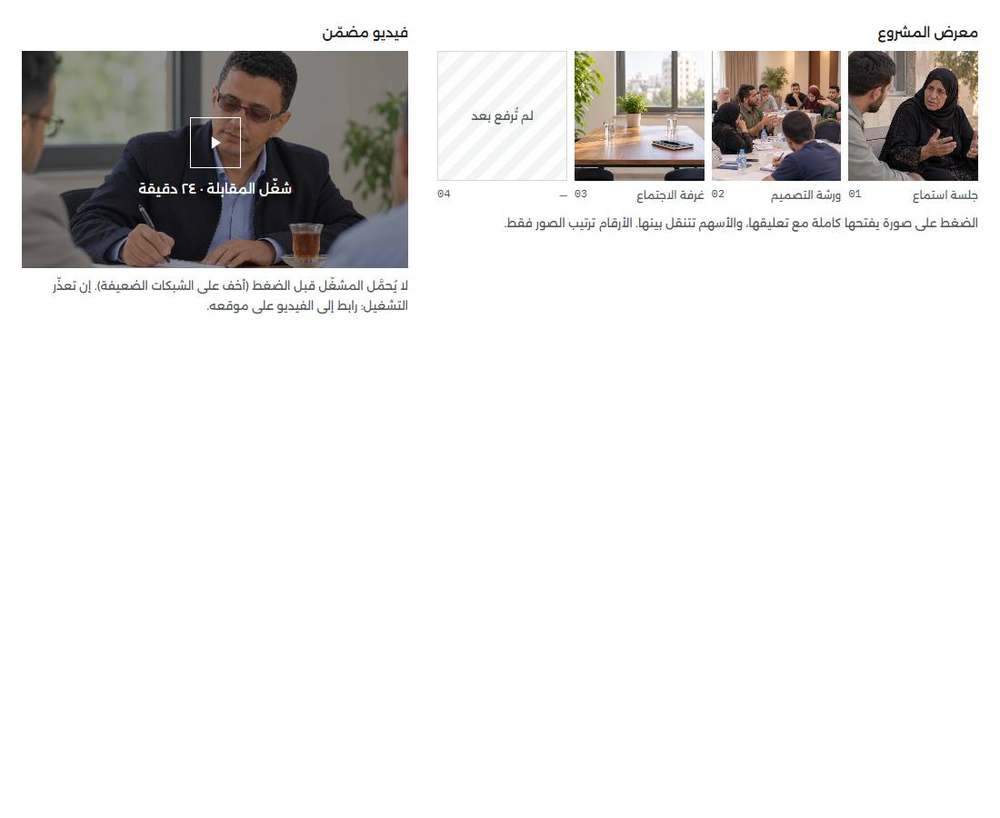 معرض المشروع
جلسة استماع 01
ورشة التصميم 02
غرفة الاجتماع 03
لم تُرفع بعد
— 04
الضغط على صورة يفتحها كاملة مع تعليقها، والأسهم تتنقل بينها. الأرقام ترتيب الصور فقط.
فيديو مضمّن
شغّل المقابلة · ٢٤ دقيقة
لا يُحمَّل المشغّل قبل الضغط (أخف على الشبكات الضعيفة). إن تعذّر
التشغيل: رابط إلى الفيديو على موقعه.